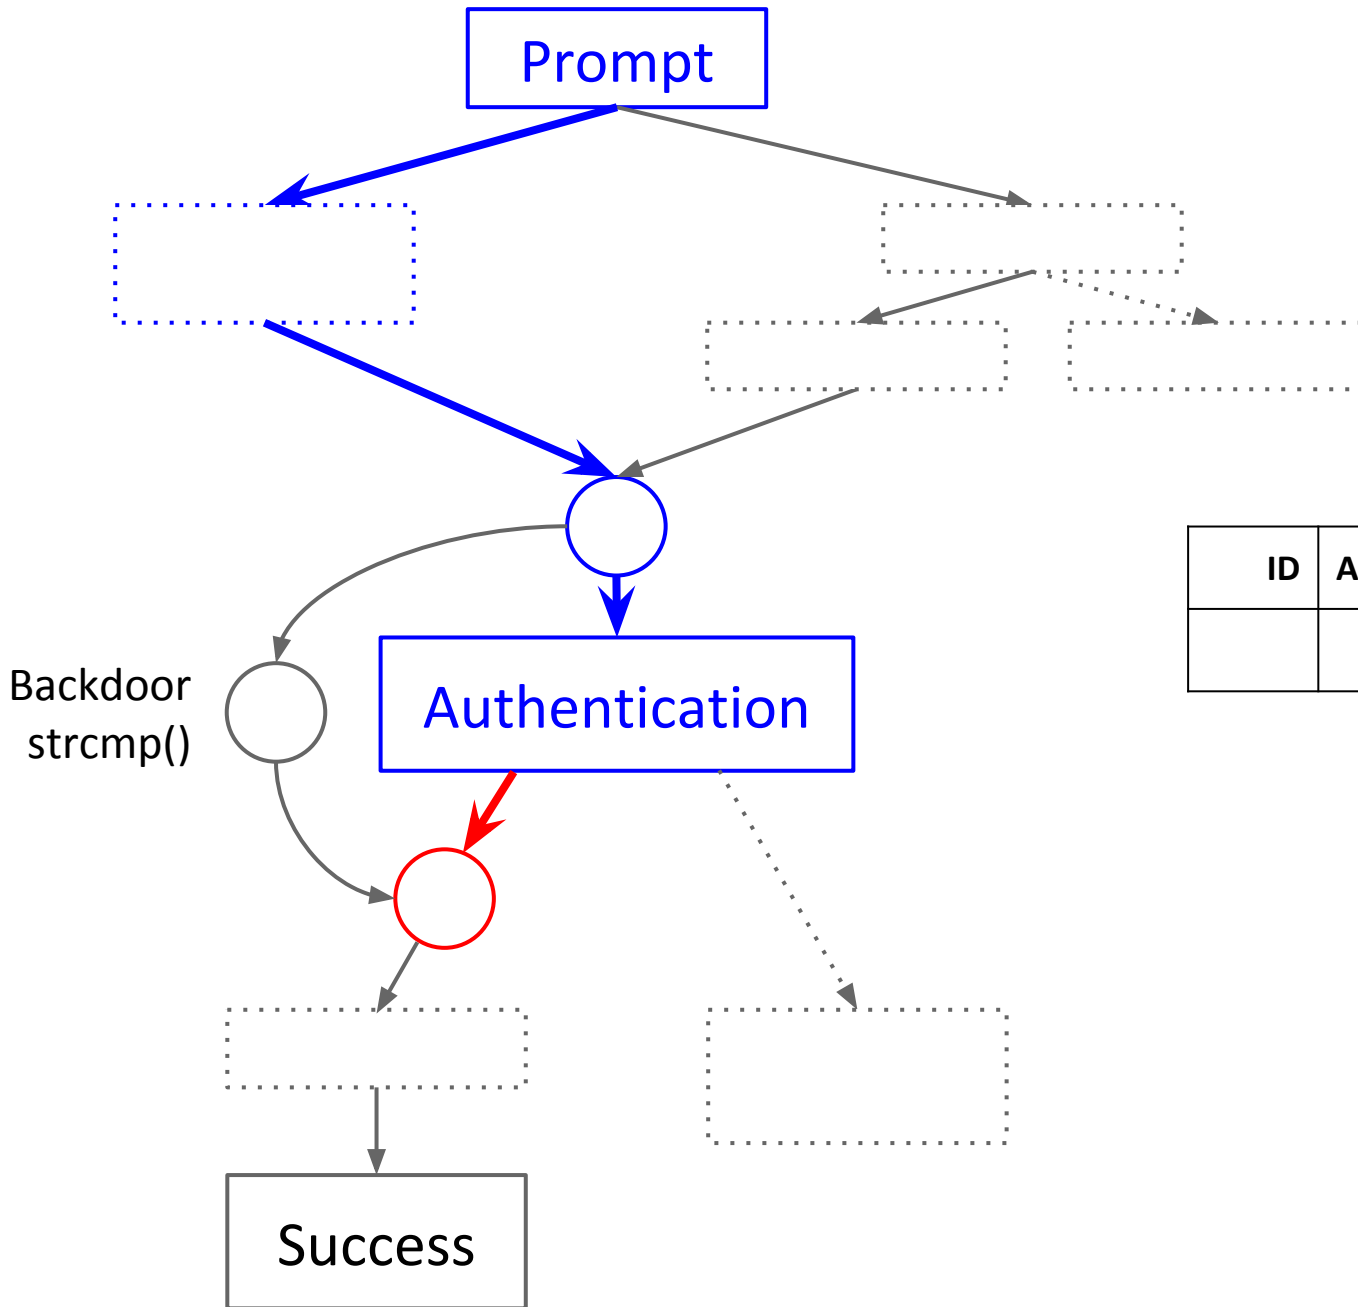 Prompt
ID A
Backdoor
strcmp()
Authentication
Success